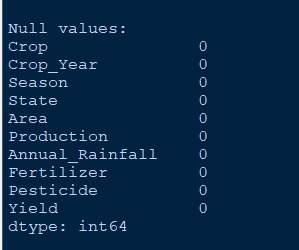 Null values:
Crop 0
Crop_Year 0
Season 0
State 0
Area 0
Production 0
Annual_Rainfall 0
Fertilizer 0
Pesticide 0
Yield 0
dtype: int64